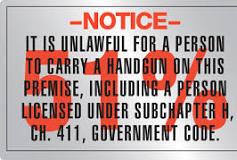 –NOTICE–
51%
IT IS UNLAWFUL FOR A PERSON
TO CARRY A HANDGUN ON THIS
PREMISE, INCLUDING A PERSON
LICENSED UNDER SUBCHAPTER H,
CH. 411, GOVERNMENT CODE.